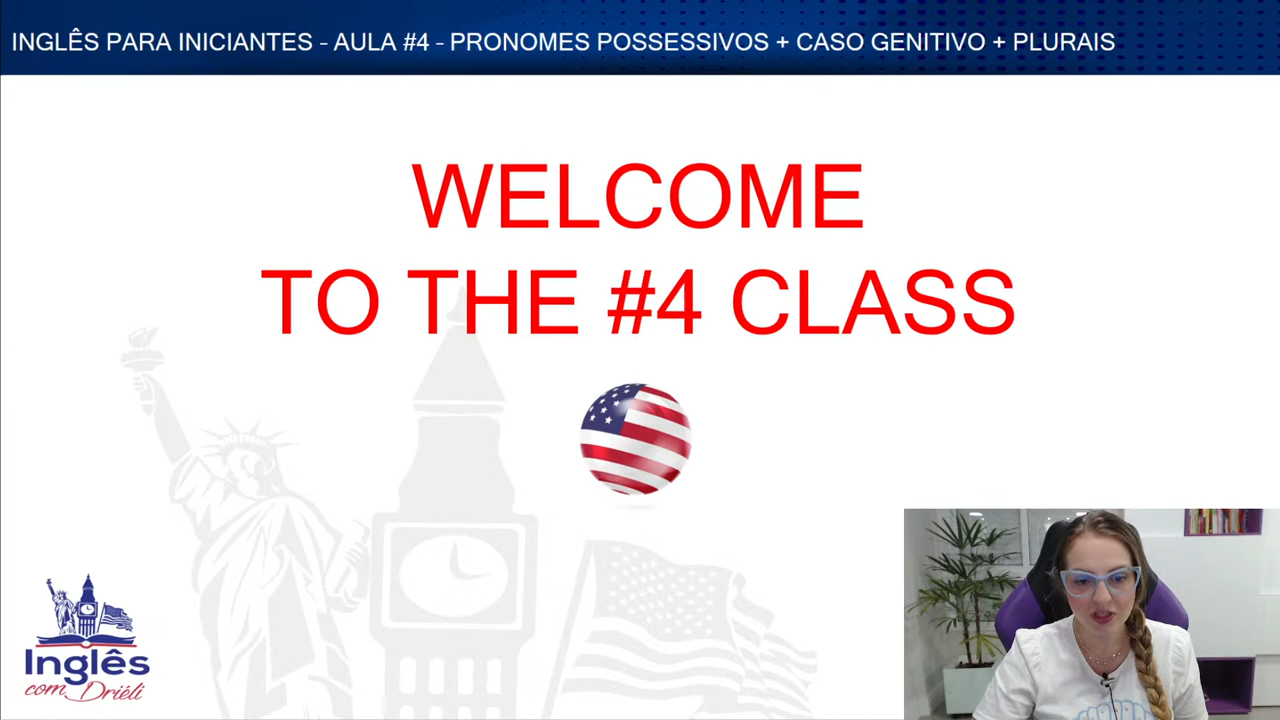 INGLÊS PARA INICIANTES - AULA #4 - PRONOMES POSSESSIVOS + CASO GENITIVO + PLURAIS
WELCOME
TO THE #4 CLASS
Inglês
com Driéli